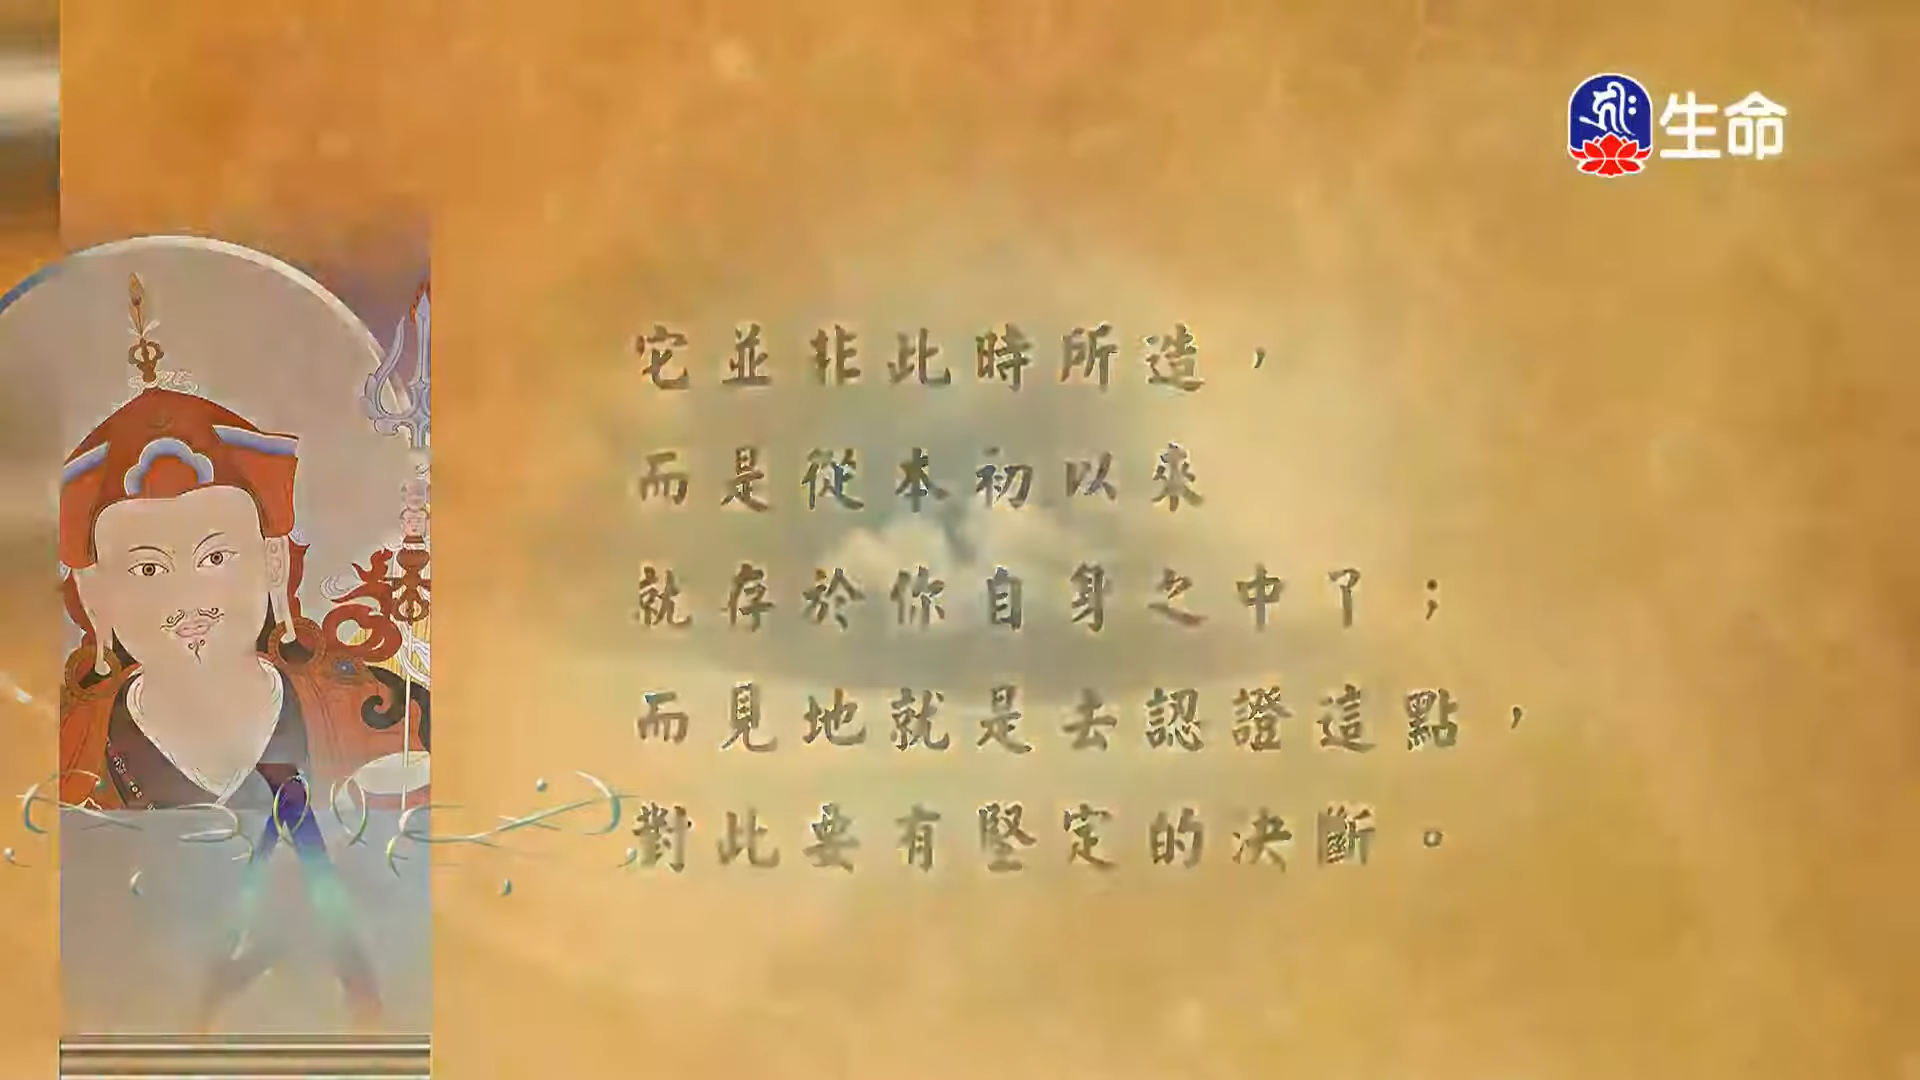 生命
它並非此時所造，
而是從本初以來
就存於你自身之中了；
而見地就是去認證這點，
對此要有堅定的決斷。